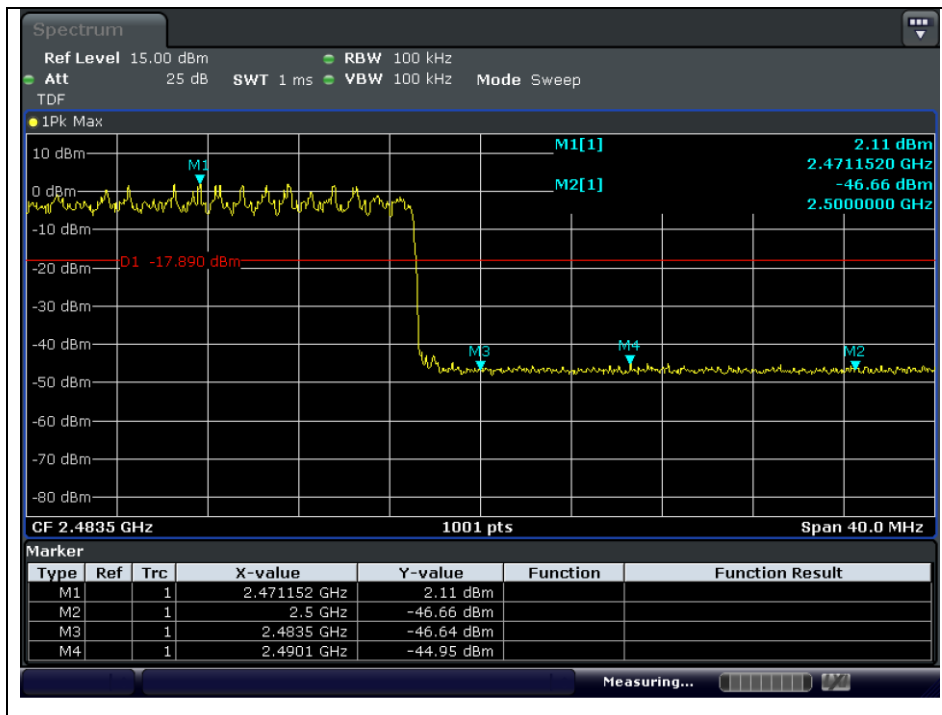 Spectrum
Ref Level 15.00 dBm RBW 100 kHz
Att 25 dB SWT 1 ms VBW 100 kHz Mode Sweep
TDF
1Pk Max
M1[1] 2.11 dBm
2.4711520 GHz
M2[1] -46.66 dBm
2.5000000 GHz
10 dBm
M1
0 dBm
-10 dBm
D1 -17.890 dBm
-20 dBm
-30 dBm
-40 dBm
M3 M4 M2
-50 dBm
-60 dBm
-70 dBm
-80 dBm
CF 2.4835 GHz 1001 pts Span 40.0 MHz
Marker
Type Ref Trc X-value Y-value Function Function Result
M1 1 2.471152 GHz 2.11 dBm
M2 1 2.5 GHz -46.66 dBm
M3 1 2.4835 GHz -46.64 dBm
M4 1 2.4901 GHz -44.95 dBm
Measuring...